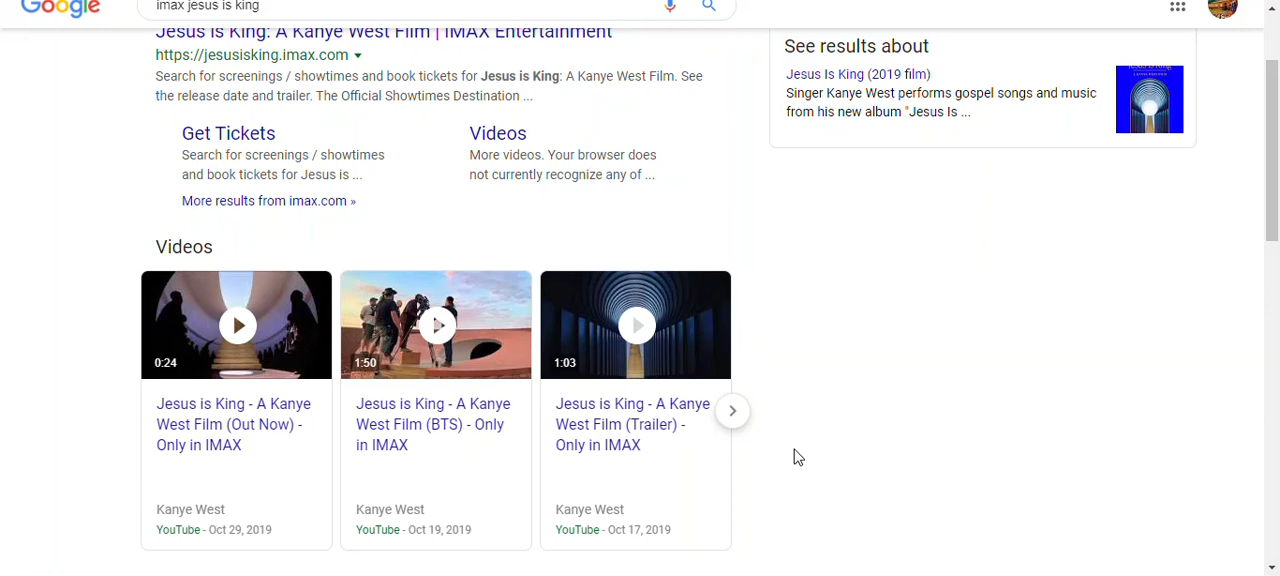 Google
imax jesus is king
Jesus is King: A Kanye West Film | IMAX Entertainment
https://jesusisking.imax.com
Search for screenings / showtimes and book tickets for Jesus is King: A Kanye West Film. See
the release date and trailer. The Official Showtimes Destination ...
Get Tickets
Search for screenings / showtimes
and book tickets for Jesus is ...
Videos
More videos. Your browser does
not currently recognize any of ...
More results from imax.com »
See results about
Jesus Is King (2019 film)
Singer Kanye West performs gospel songs and music
from his new album "Jesus Is ...
Videos
0:24
Jesus is King - A Kanye
West Film (Out Now) -
Only in IMAX
Kanye West
YouTube - Oct 29, 2019
1:50
Jesus is King - A Kanye
West Film (BTS) - Only
in IMAX
Kanye West
YouTube - Oct 19, 2019
1:03
Jesus is King - A Kanye
West Film (Trailer) -
Only in IMAX
Kanye West
YouTube - Oct 17, 2019